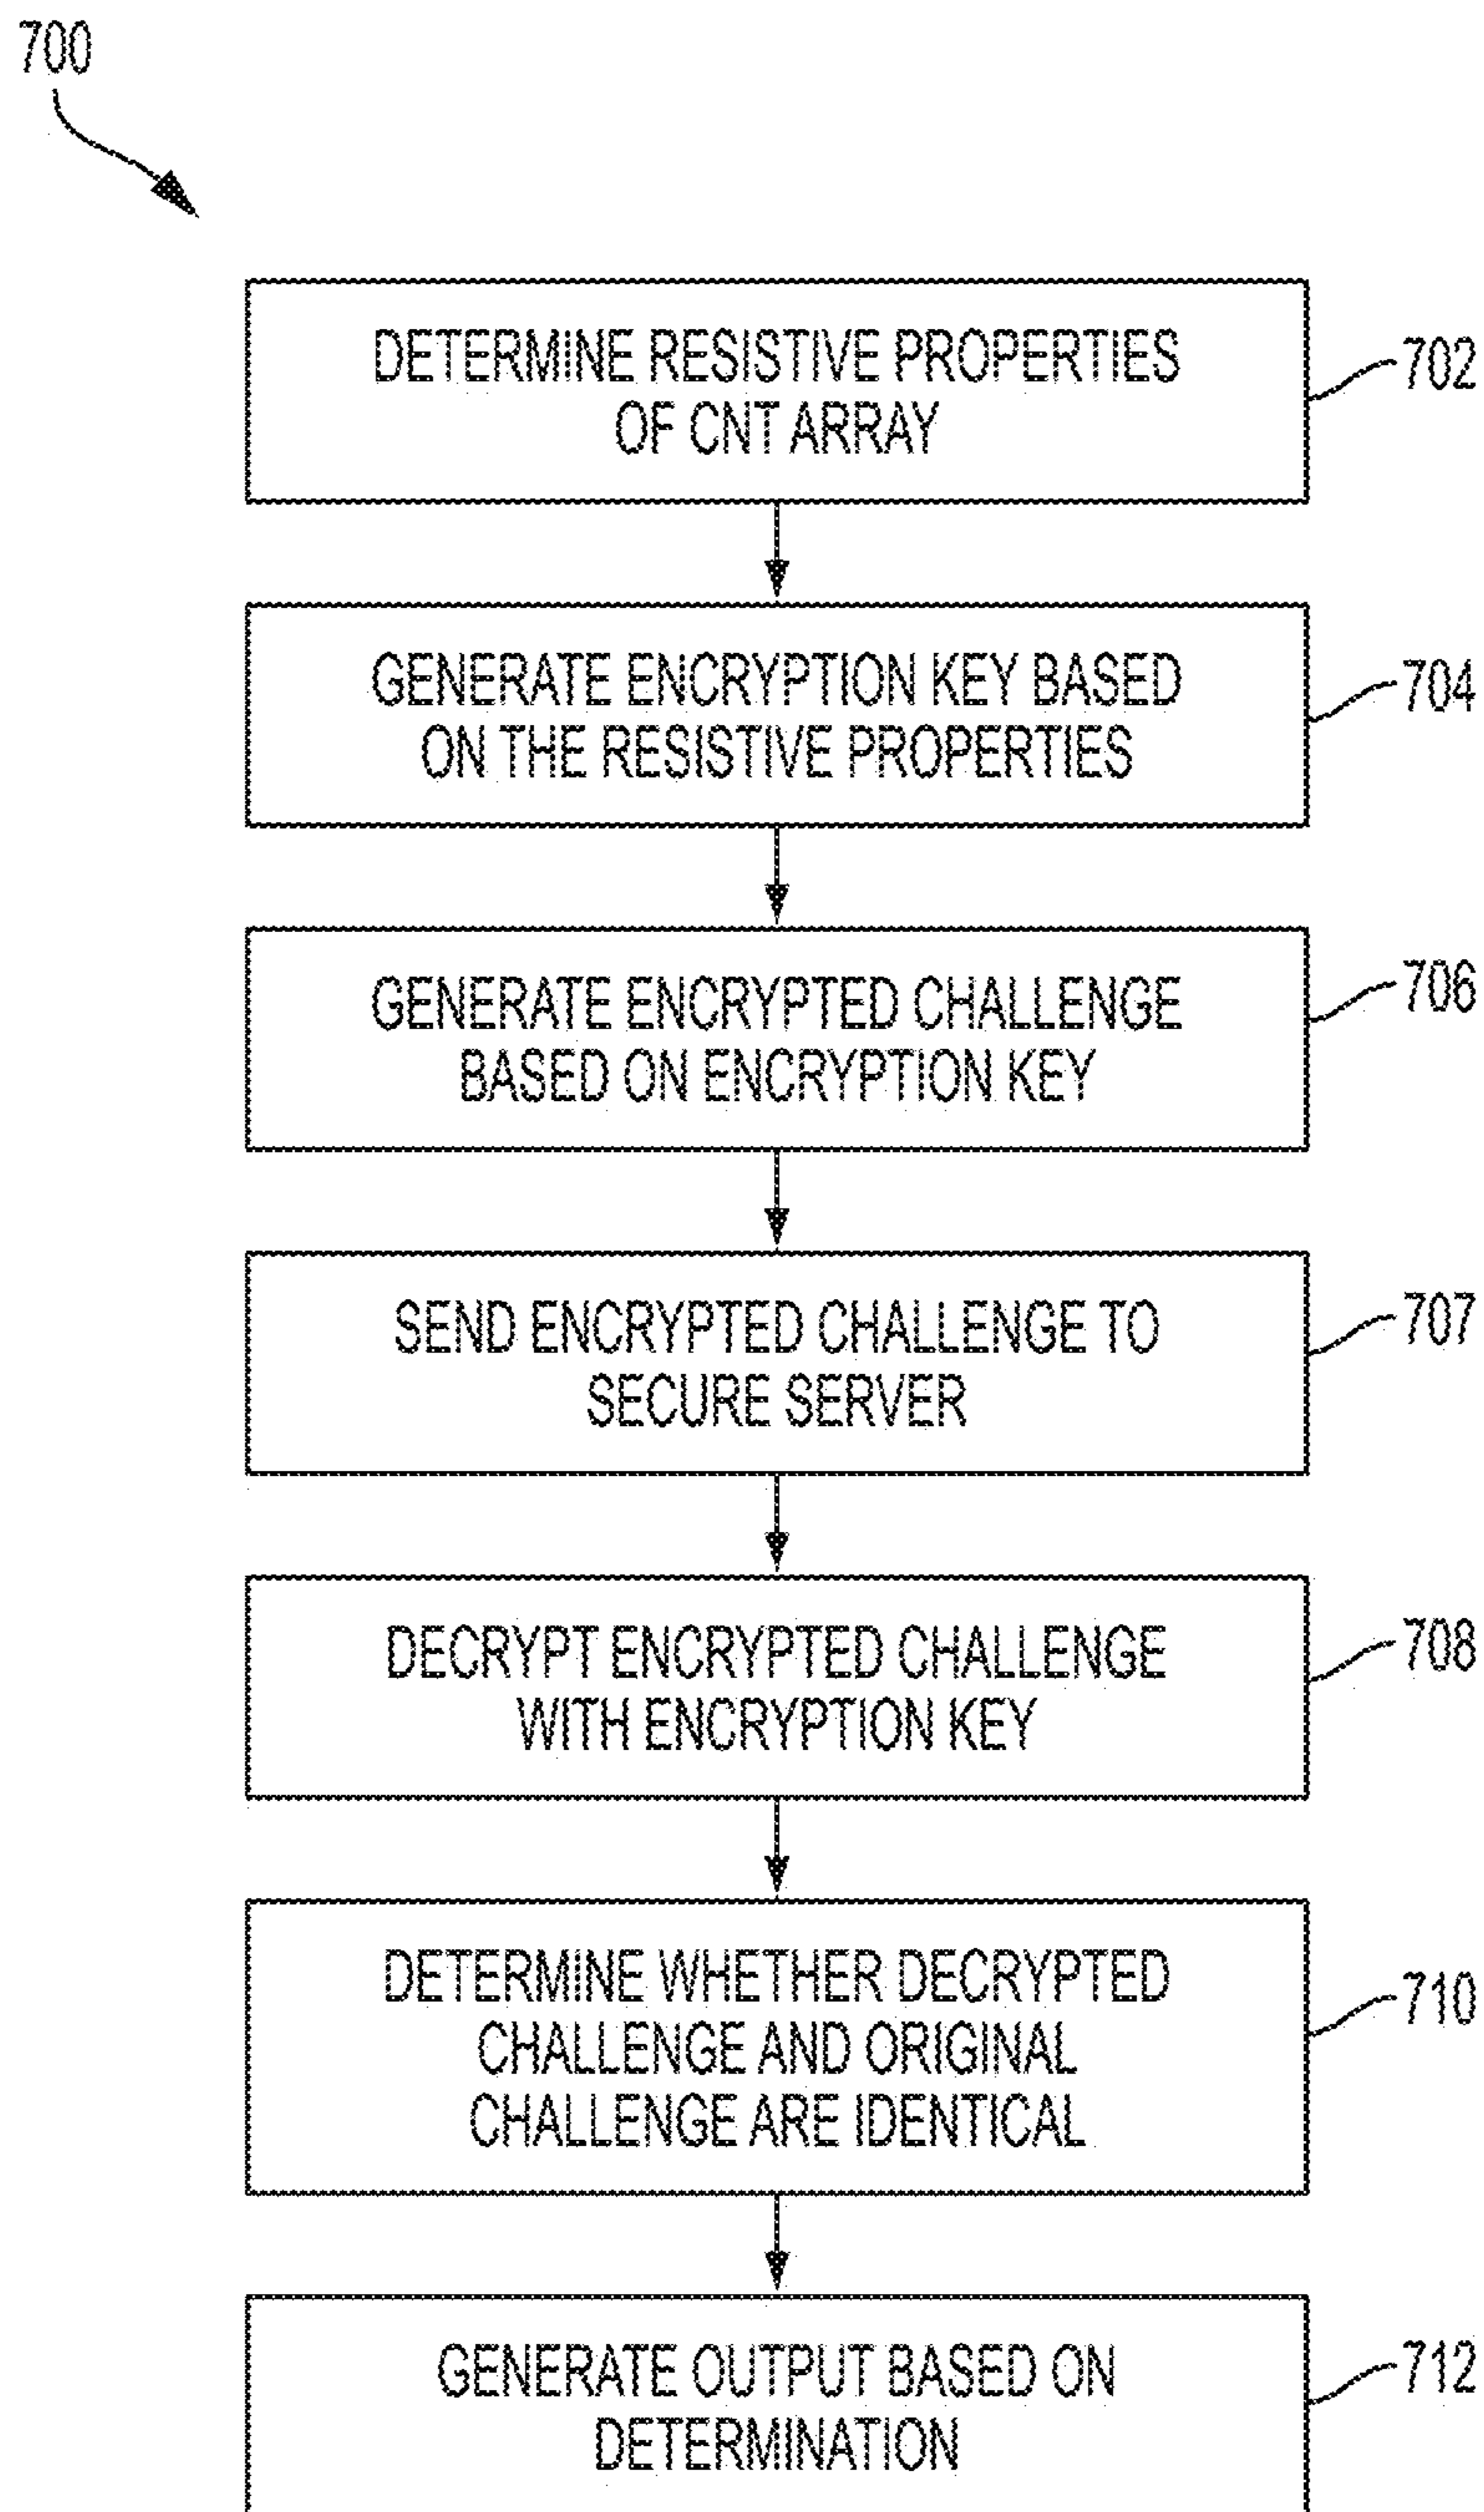 700
DETERMINE RESISTIVE PROPERTIES
OF CNT ARRAY
702
GENERATE ENCRYPTION KEY BASED
ON THE RESISTIVE PROPERTIES
704
GENERATE ENCRYPTED CHALLENGE
BASED ON ENCRYPTION KEY
706
SEND ENCRYPTED CHALLENGE TO
SECURE SERVER
707
DECRYPT ENCRYPTED CHALLENGE
WITH ENCRYPTION KEY
708
DETERMINE WHETHER DECRYPTED
CHALLENGE AND ORIGINAL
CHALLENGE ARE IDENTICAL
710
GENERATE OUTPUT BASED ON
DETERMINATION
712